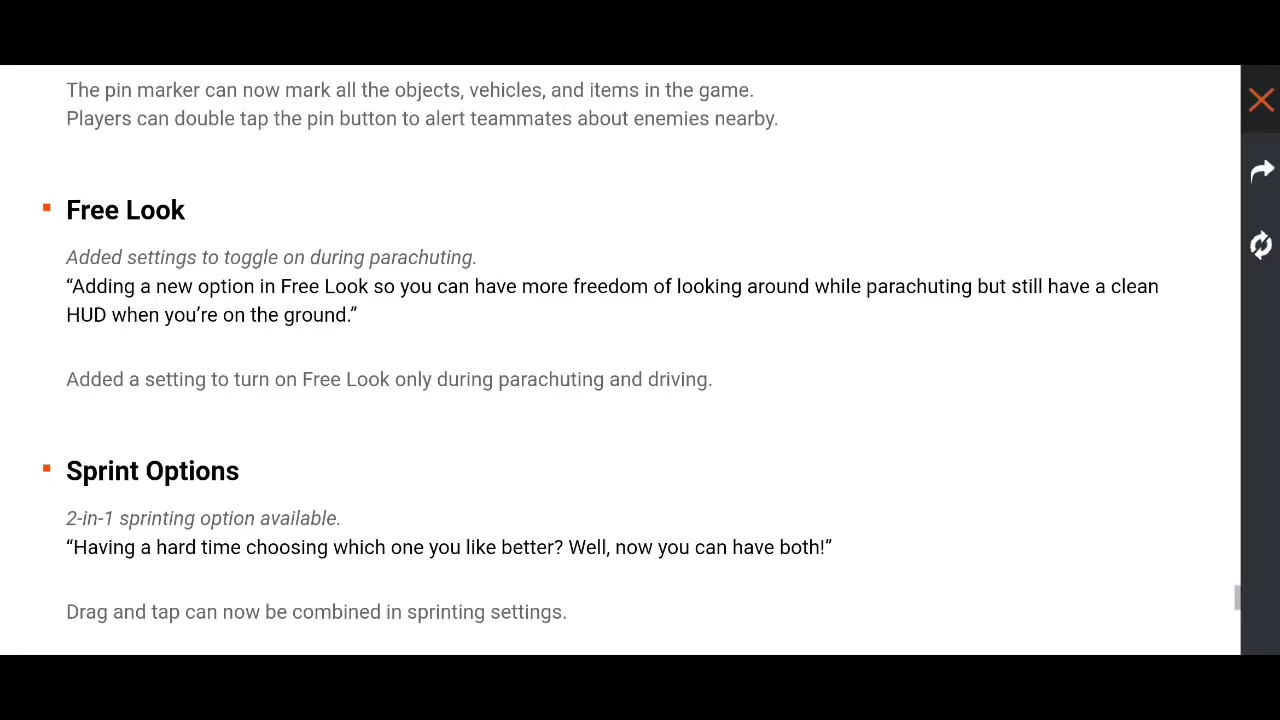 The pin marker can now mark all the objects, vehicles, and items in the game.
Players can double tap the pin button to alert teammates about enemies nearby.
Free Look
Added settings to toggle on during parachuting.
“Adding a new option in Free Look so you can have more freedom of looking around while parachuting but still have a clean
HUD when you’re on the ground.”
Added a setting to turn on Free Look only during parachuting and driving.
Sprint Options
2-in-1 sprinting option available.
“Having a hard time choosing which one you like better? Well, now you can have both!”
Drag and tap can now be combined in sprinting settings.